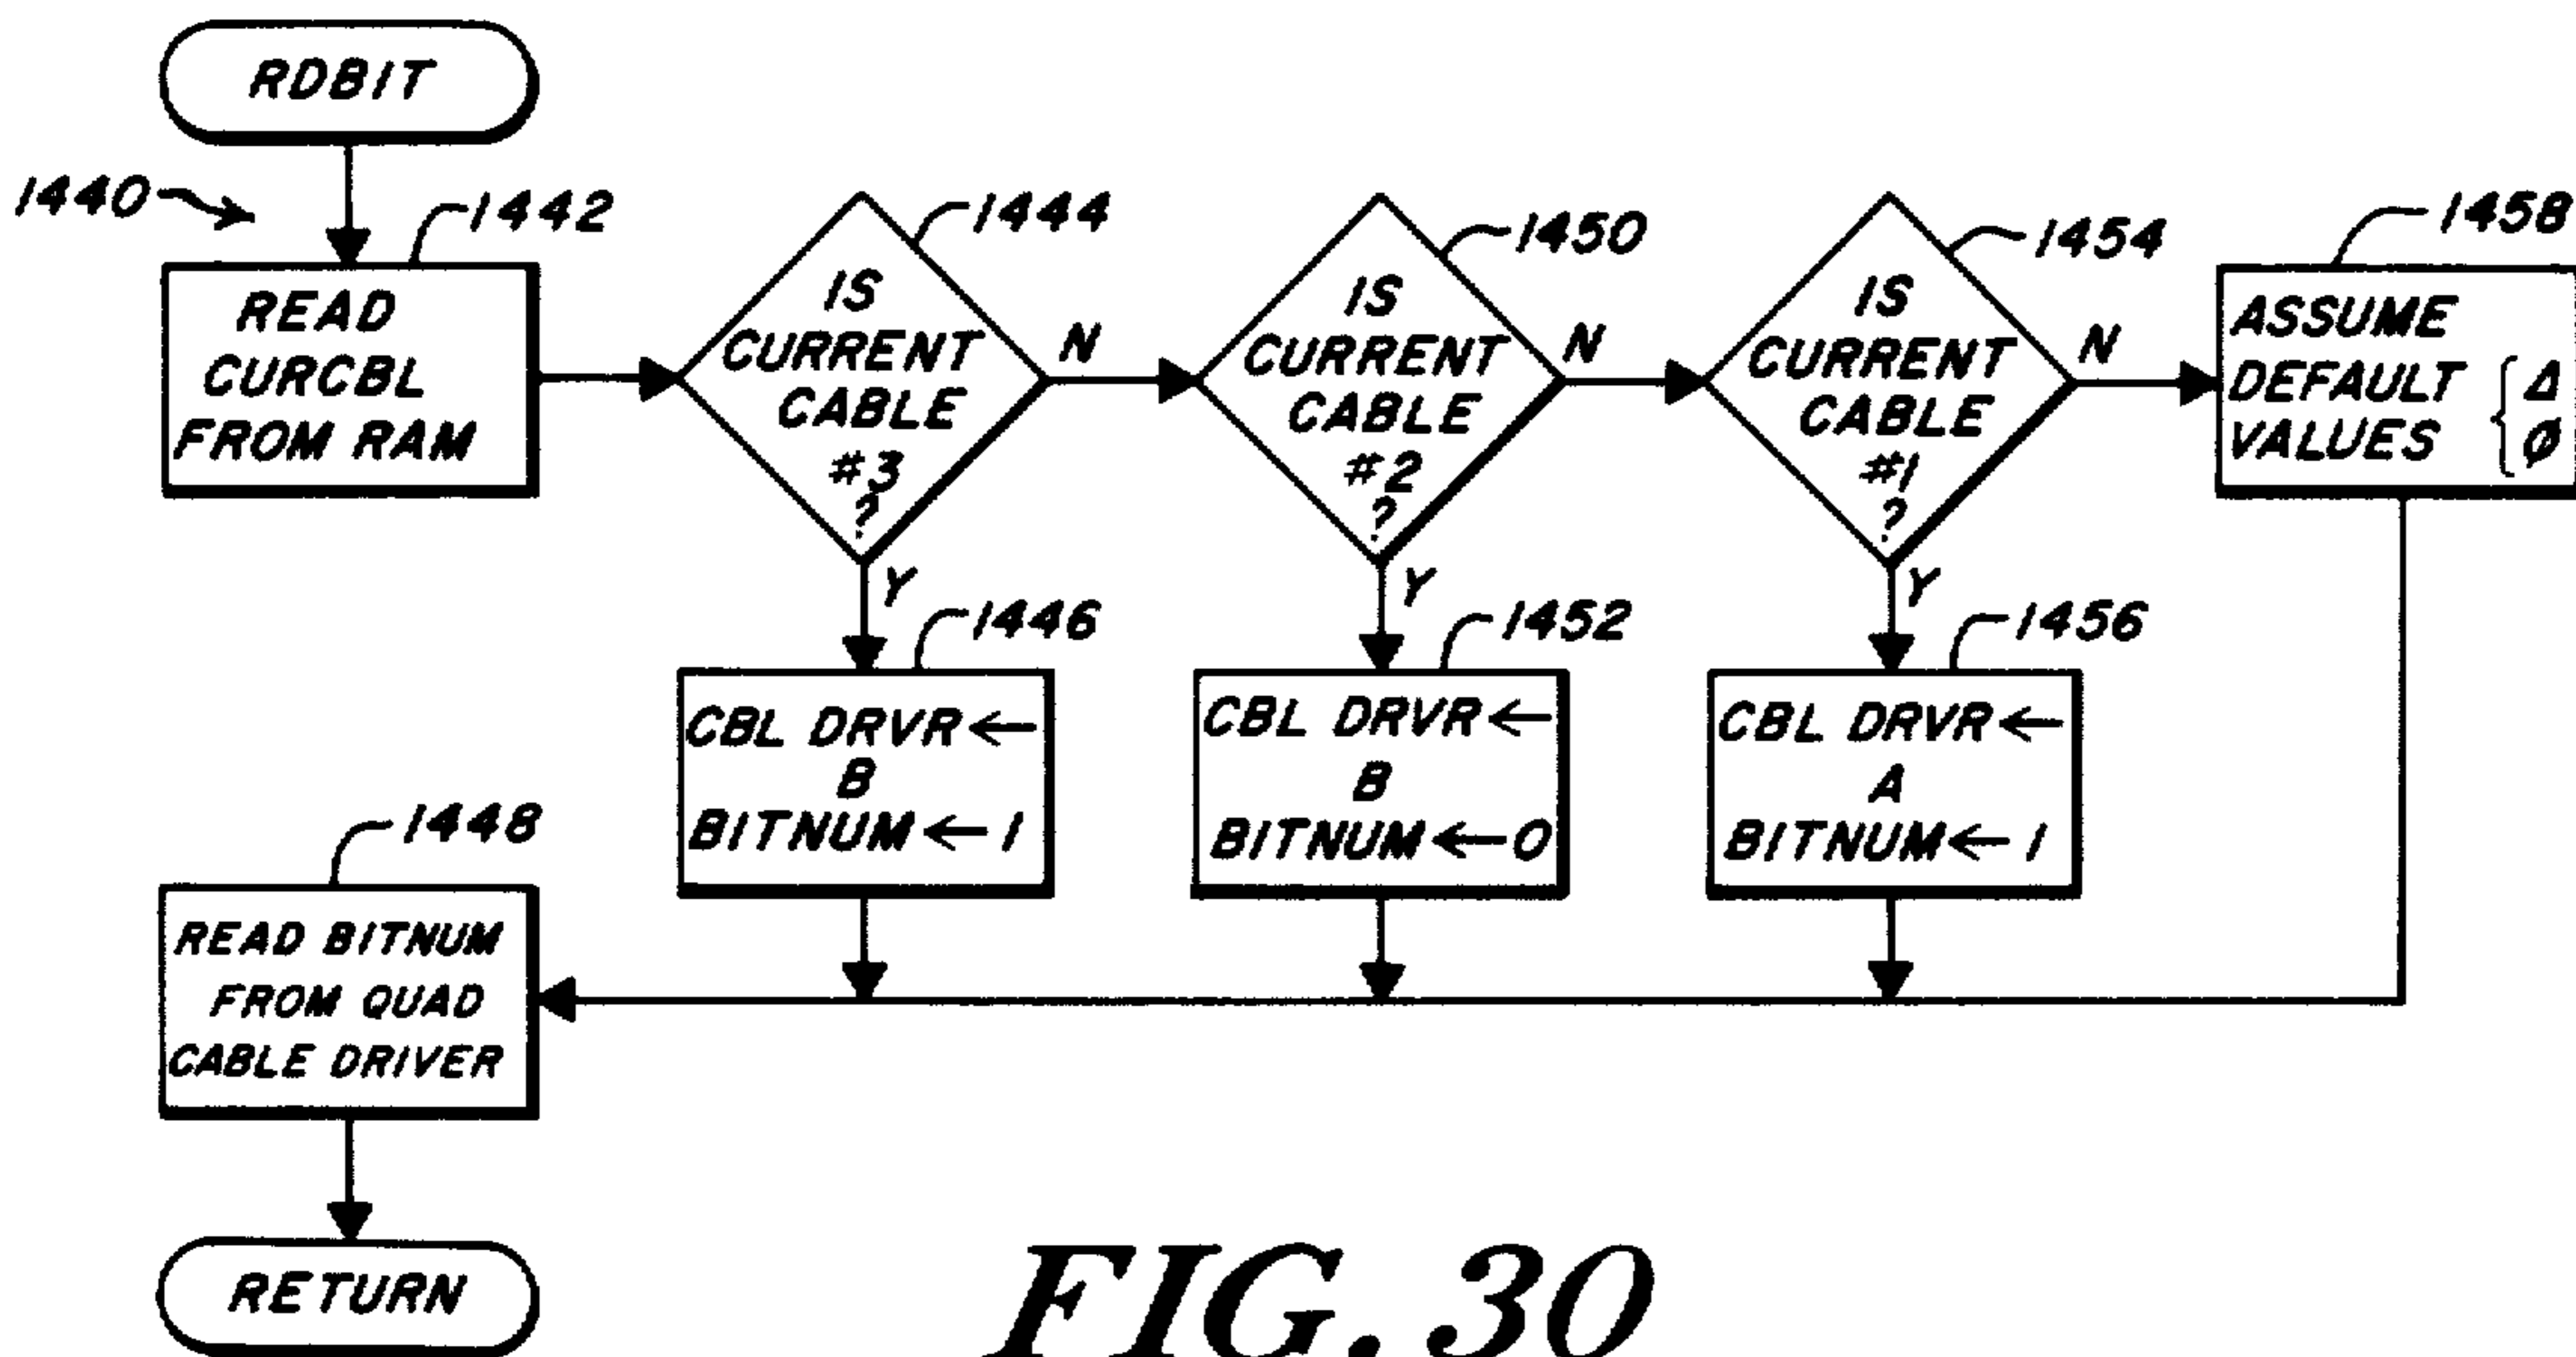 RDBIT
1440
1442
READ
CURCBL
FROM RAM
1444
IS
CURRENT
CABLE
#3
?
N
Y
1450
IS
CURRENT
CABLE
#2
?
N
Y
1454
IS
CURRENT
CABLE
#1
?
N
Y
1458
ASSUME
DEFAULT { Δ
VALUES { φ
1446
CBL DRVR ←
B
BITNUM ← 1
1452
CBL DRVR ←
B
BITNUM ← 0
1456
CBL DRVR ←
A
BITNUM ← 1
1448
READ BITNUM
FROM QUAD
CABLE DRIVER
RETURN
FIG. 30